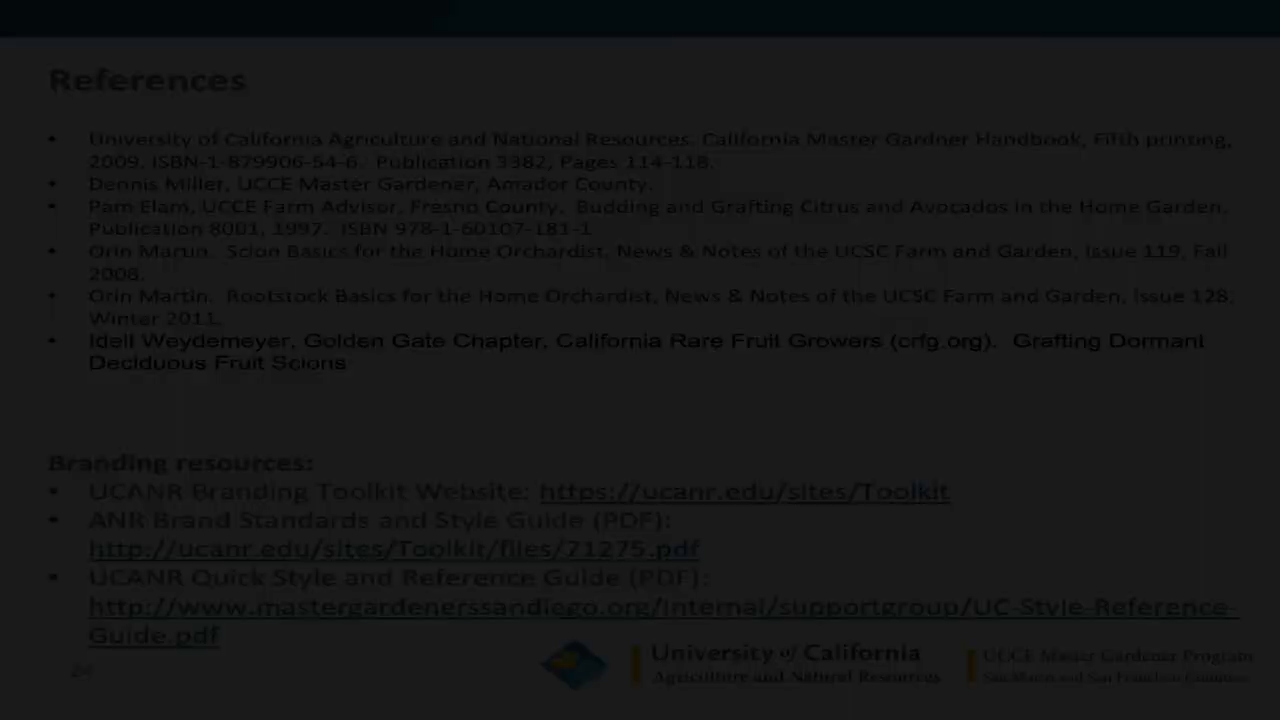 References
• University of California Agriculture and National Resources. California Master Gardner Handbook, Fifth printing,
2009. ISBN-1-879906-54-6. Publication 3382, Pages 114-118.
• Dennis Miller, UCCE Master Gardener, Amador County.
• Pam Elam, UCCE Farm Advisor, Fresno County. Budding and Grafting Citrus and Avocados in the Home Garden,
Publication 8001, 1997. ISBN 978-1-60107-181-1
• Orin Martin. Scion Basics for the Home Orchardist, News & Notes of the UCSC Farm and Garden, Issue 119, Fall
2008.
• Orin Martin. Rootstock Basics for the Home Orchardist, News & Notes of the UCSC Farm and Garden, Issue 128,
Winter 2011.
• Idell Weydemeyer, Golden Gate Chapter, California Rare Fruit Growers (crfg.org). Grafting Dormant
Deciduous Fruit Scions
Branding resources:
• UCANR Branding Toolkit Website: https://ucanr.edu/sites/Toolkit
• ANR Brand Standards and Style Guide (PDF):
http://ucanr.edu/sites/Toolkit/files/71275.pdf
• UCANR Quick Style and Reference Guide (PDF):
http://www.mastergardenerssandiego.org/internal/supportgroup/UC-Style-Reference-
Guide.pdf
University of California
Agriculture and Natural Resources
UCCE Master Gardener Program
San Mateo and San Francisco Counties